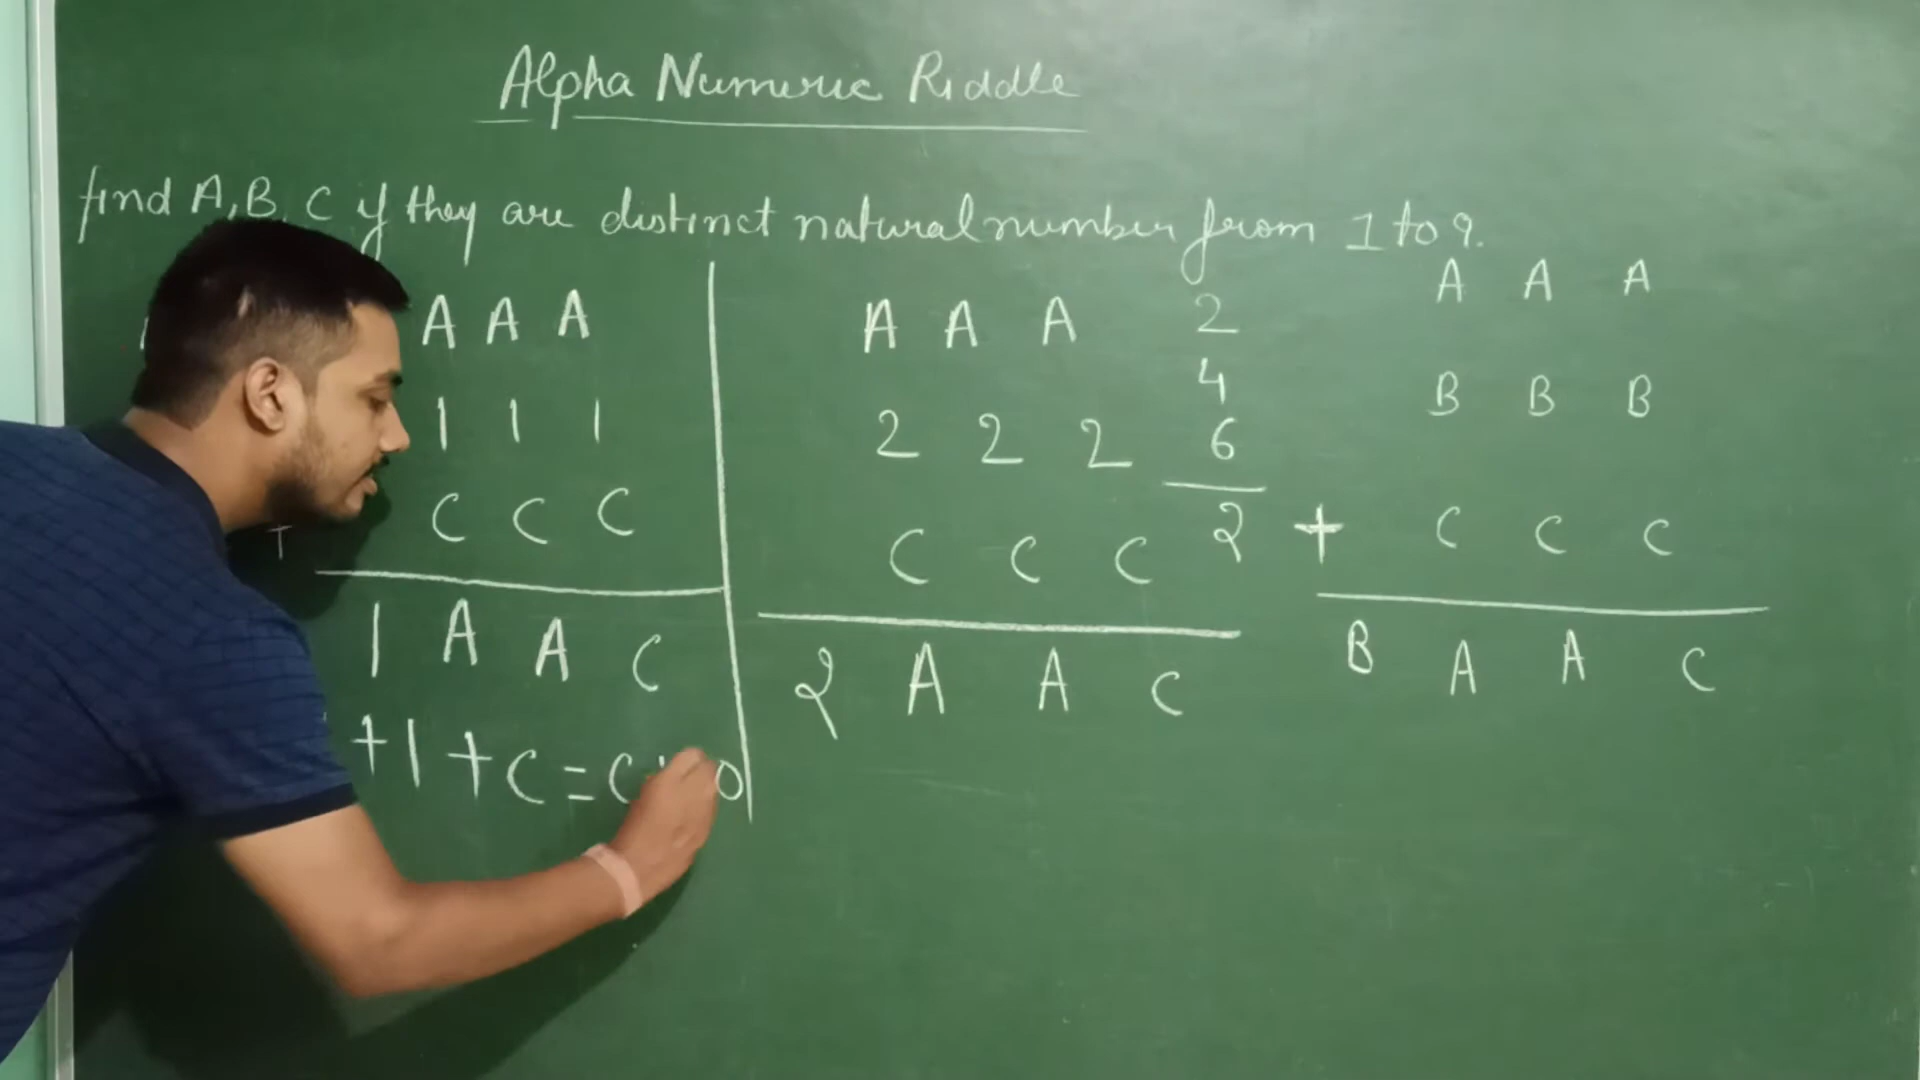 Alpha Numeric Riddle
find A, B, C if they are distinct natural number from 1 to 9.
A A A
1 1 1
C C C
1 A A C
+1 + C = C
A A A
2 2 2
C C C
2 A A C
2
4
6
2
A A A
B B B
+ C C C
B A A C